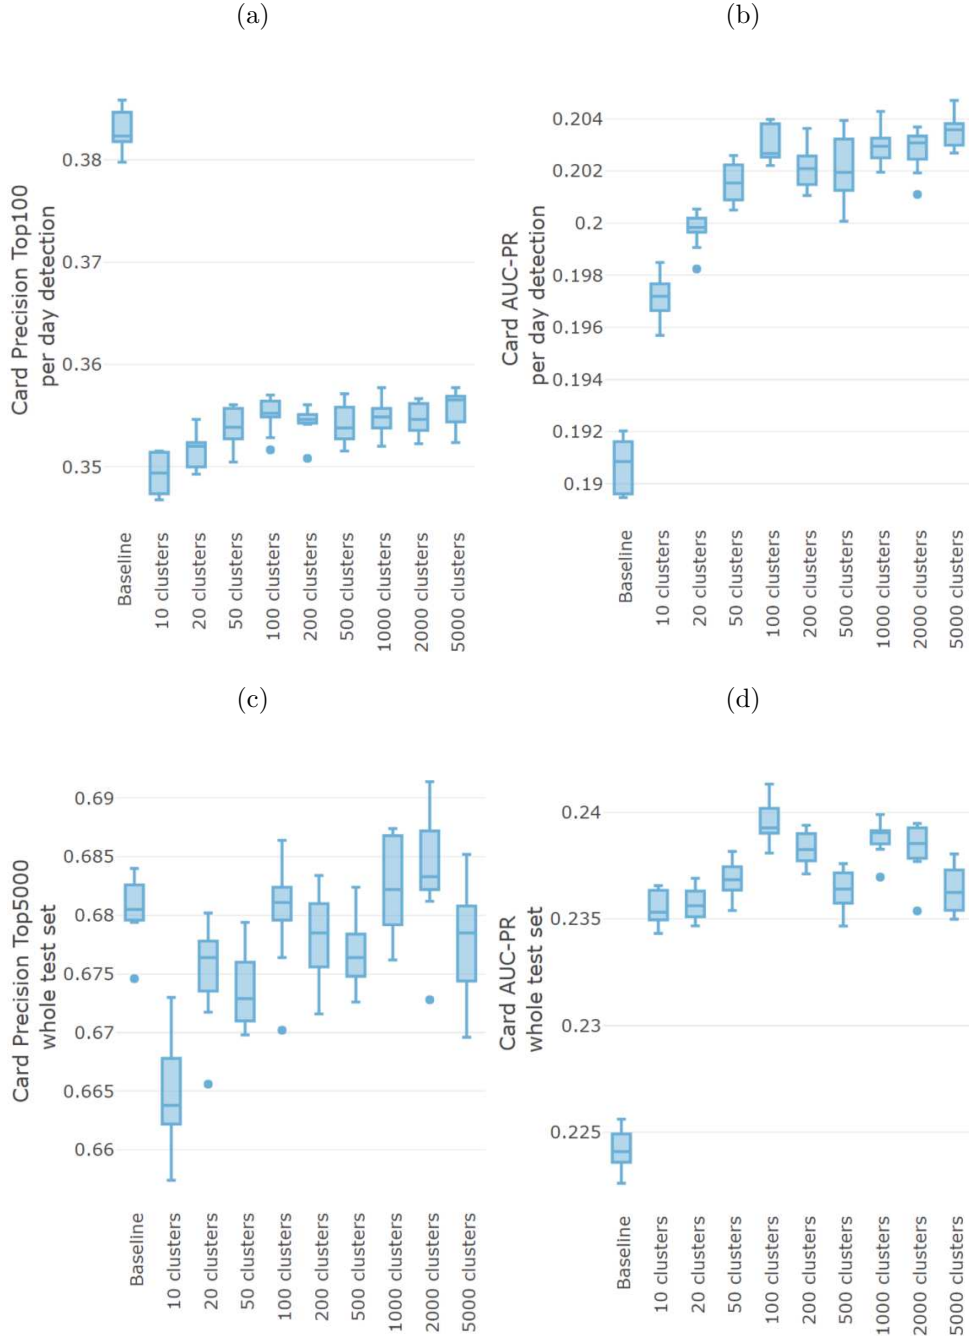 (a)
(b)
Card Precision Top100
per day detection
0.38
0.37
0.36
0.35
Baseline
10 clusters
20 clusters
50 clusters
100 clusters
200 clusters
500 clusters
1000 clusters
2000 clusters
5000 clusters
Card AUC-PR
per day detection
0.204
0.202
0.2
0.198
0.196
0.194
0.192
0.19
Baseline
10 clusters
20 clusters
50 clusters
100 clusters
200 clusters
500 clusters
1000 clusters
2000 clusters
5000 clusters
(c)
(d)
Card Precision Top5000
whole test set
0.69
0.685
0.68
0.675
0.67
0.665
0.66
Baseline
10 clusters
20 clusters
50 clusters
100 clusters
200 clusters
500 clusters
1000 clusters
2000 clusters
5000 clusters
Card AUC-PR
whole test set
0.24
0.235
0.23
0.225
Baseline
10 clusters
20 clusters
50 clusters
100 clusters
200 clusters
500 clusters
1000 clusters
2000 clusters
5000 clusters